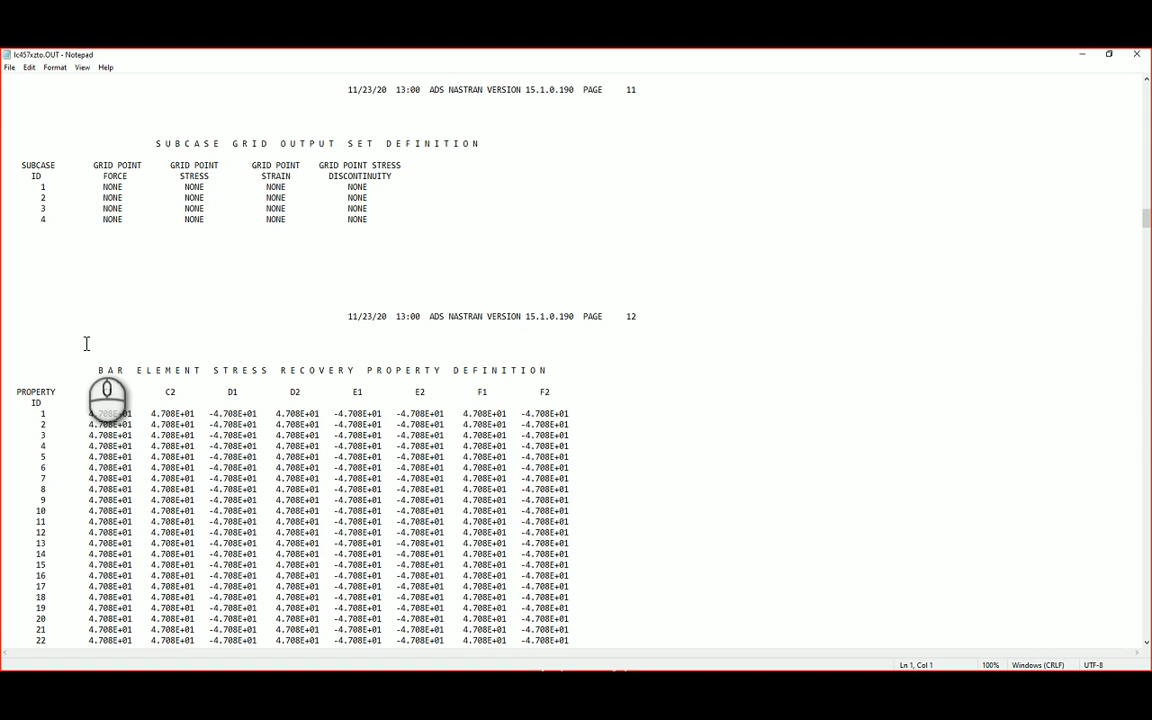 lc457xzto.OUT - Notepad
File Edit Format View Help
11/23/20 13:00 ADS NASTRAN VERSION 15.1.0.190 PAGE 11
S U B C A S E G R I D O U T P U T S E T D E F I N I T I O N
SUBCASE GRID POINT GRID POINT GRID POINT GRID POINT STRESS
ID FORCE STRESS STRAIN DISCONTINUITY
1 NONE NONE NONE NONE
2 NONE NONE NONE NONE
3 NONE NONE NONE NONE
4 NONE NONE NONE NONE
11/23/20 13:00 ADS NASTRAN VERSION 15.1.0.190 PAGE 12
B A R E L E M E N T S T R E S S R E C O V E R Y P R O P E R T Y D E F I N I T I O N
PROPERTY C2 D1 D2 E1 E2 F1 F2
ID
1 4.708E+01 4.708E+01 -4.708E+01 4.708E+01 -4.708E+01 -4.708E+01 4.708E+01 -4.708E+01
2 4.708E+01 4.708E+01 -4.708E+01 4.708E+01 -4.708E+01 -4.708E+01 4.708E+01 -4.708E+01
3 4.708E+01 4.708E+01 -4.708E+01 4.708E+01 -4.708E+01 -4.708E+01 4.708E+01 -4.708E+01
4 4.708E+01 4.708E+01 -4.708E+01 4.708E+01 -4.708E+01 -4.708E+01 4.708E+01 -4.708E+01
5 4.708E+01 4.708E+01 -4.708E+01 4.708E+01 -4.708E+01 -4.708E+01 4.708E+01 -4.708E+01
6 4.708E+01 4.708E+01 -4.708E+01 4.708E+01 -4.708E+01 -4.708E+01 4.708E+01 -4.708E+01
7 4.708E+01 4.708E+01 -4.708E+01 4.708E+01 -4.708E+01 -4.708E+01 4.708E+01 -4.708E+01
8 4.708E+01 4.708E+01 -4.708E+01 4.708E+01 -4.708E+01 -4.708E+01 4.708E+01 -4.708E+01
9 4.708E+01 4.708E+01 -4.708E+01 4.708E+01 -4.708E+01 -4.708E+01 4.708E+01 -4.708E+01
10 4.708E+01 4.708E+01 -4.708E+01 4.708E+01 -4.708E+01 -4.708E+01 4.708E+01 -4.708E+01
11 4.708E+01 4.708E+01 -4.708E+01 4.708E+01 -4.708E+01 -4.708E+01 4.708E+01 -4.708E+01
12 4.708E+01 4.708E+01 -4.708E+01 4.708E+01 -4.708E+01 -4.708E+01 4.708E+01 -4.708E+01
13 4.708E+01 4.708E+01 -4.708E+01 4.708E+01 -4.708E+01 -4.708E+01 4.708E+01 -4.708E+01
14 4.708E+01 4.708E+01 -4.708E+01 4.708E+01 -4.708E+01 -4.708E+01 4.708E+01 -4.708E+01
15 4.708E+01 4.708E+01 -4.708E+01 4.708E+01 -4.708E+01 -4.708E+01 4.708E+01 -4.708E+01
16 4.708E+01 4.708E+01 -4.708E+01 4.708E+01 -4.708E+01 -4.708E+01 4.708E+01 -4.708E+01
17 4.708E+01 4.708E+01 -4.708E+01 4.708E+01 -4.708E+01 -4.708E+01 4.708E+01 -4.708E+01
18 4.708E+01 4.708E+01 -4.708E+01 4.708E+01 -4.708E+01 -4.708E+01 4.708E+01 -4.708E+01
19 4.708E+01 4.708E+01 -4.708E+01 4.708E+01 -4.708E+01 -4.708E+01 4.708E+01 -4.708E+01
20 4.708E+01 4.708E+01 -4.708E+01 4.708E+01 -4.708E+01 -4.708E+01 4.708E+01 -4.708E+01
21 4.708E+01 4.708E+01 -4.708E+01 4.708E+01 -4.708E+01 -4.708E+01 4.708E+01 -4.708E+01
22 4.708E+01 4.708E+01 -4.708E+01 4.708E+01 -4.708E+01 -4.708E+01 4.708E+01 -4.708E+01
Ln 1, Col 1 100% Windows (CRLF) UTF-8